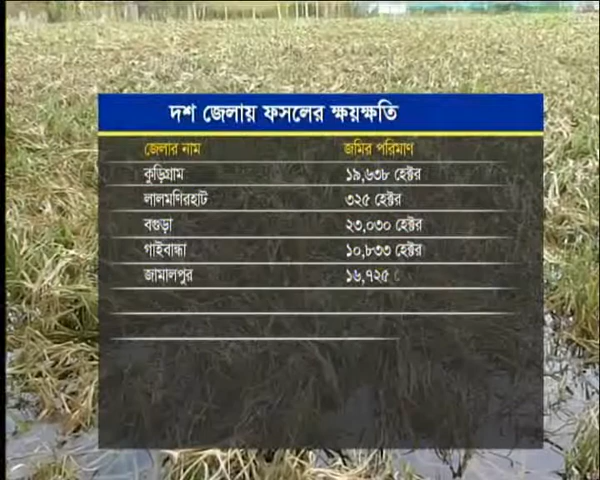 দশ জেলায় ফসলের ক্ষয়ক্ষতি
জেলার নাম জমির পরিমাণ
কুড়িগ্রাম ১৯,৬৩৮ হেক্টর
লালমণিরহাট ৩২৫ হেক্টর
বগুড়া ২৩,০৩০ হেক্টর
গাইবান্ধা ১০,৮৩৩ হেক্টর
জামালপুর ১৬,৭২৫